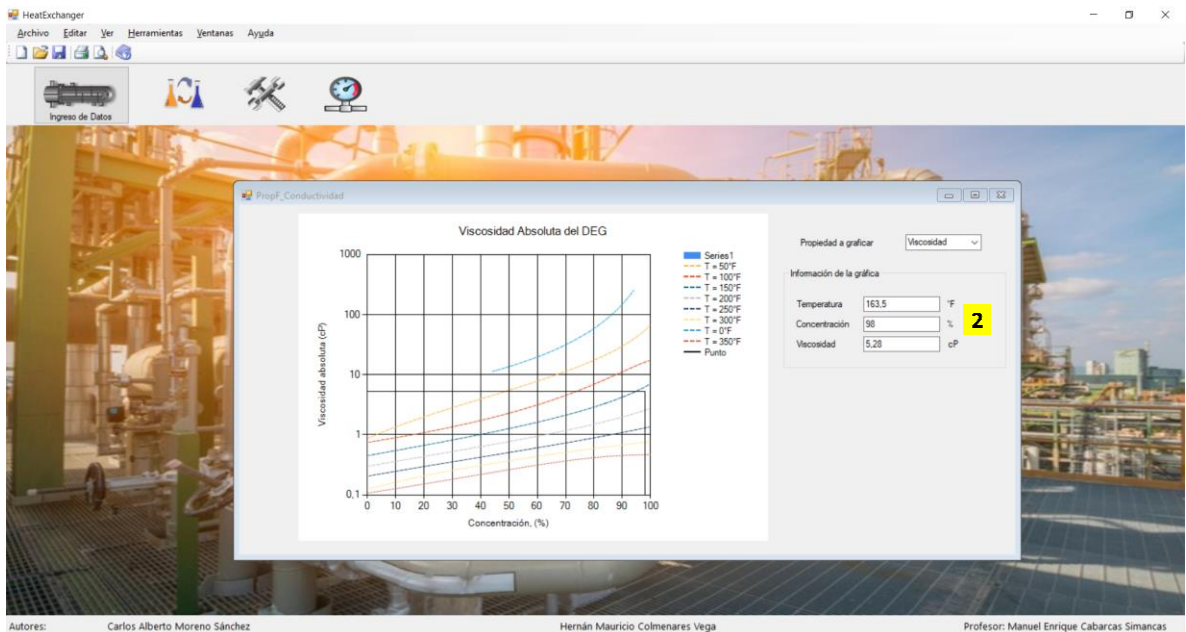 HeatExchanger
Archivo Editar Ver Herramientas Ventanas Ayuda
Ingreso de Datos
PropF_Conductividad
Viscosidad Absoluta del DEG
Viscosidad absoluta (cP)
1000
100
10
1
0,1
0 10 20 30 40 50 60 70 80 90 100
Concentración, (%)
Series1
T = 50°F
T = 100°F
T = 150°F
T = 200°F
T = 250°F
T = 300°F
T = 0°F
T = 350°F
Punto
Propiedad a graficar Viscosidad
Información de la gráfica
Temperatura 163,5 °F
Concentración 98 %
Viscosidad 5,28 cP
2
Autores: Carlos Alberto Moreno Sánchez Hernán Mauricio Colmenares Vega Profesor: Manuel Enrique Cabarcas Simancas